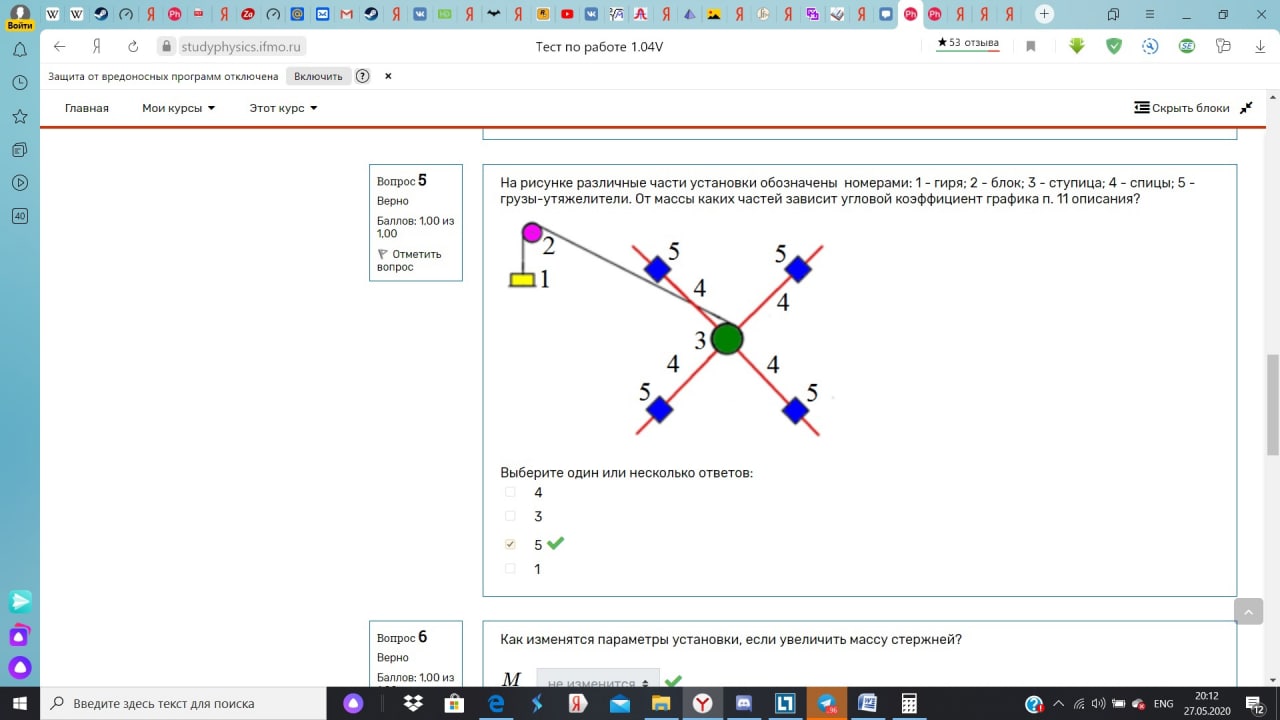 Войти
studyphysics.ifmo.ru
Тест по работе 1.04V
★ 53 отзыва
Защита от вредоносных программ отключена Включить ?
Главная Мои курсы Этот курс Скрыть блоки
40
Вопрос 5
Верно
Баллов: 1,00 из
1,00
Отметить
вопрос
На рисунке различные части установки обозначены номерами: 1 - гиря; 2 - блок; 3 - ступица; 4 - спицы; 5 -
грузы-утяжелители. От массы каких частей зависит угловой коэффициент графика п. 11 описания?
2
1
5
5
4
4
3
4
4
5
5
Выберите один или несколько ответов:
4
3
5
1
Вопрос 6
Верно
Баллов: 1,00 из
Как изменятся параметры установки, если увеличить массу стержней?
M не изменится
Введите здесь текст для поиска
ENG
20:12
27.05.2020
12